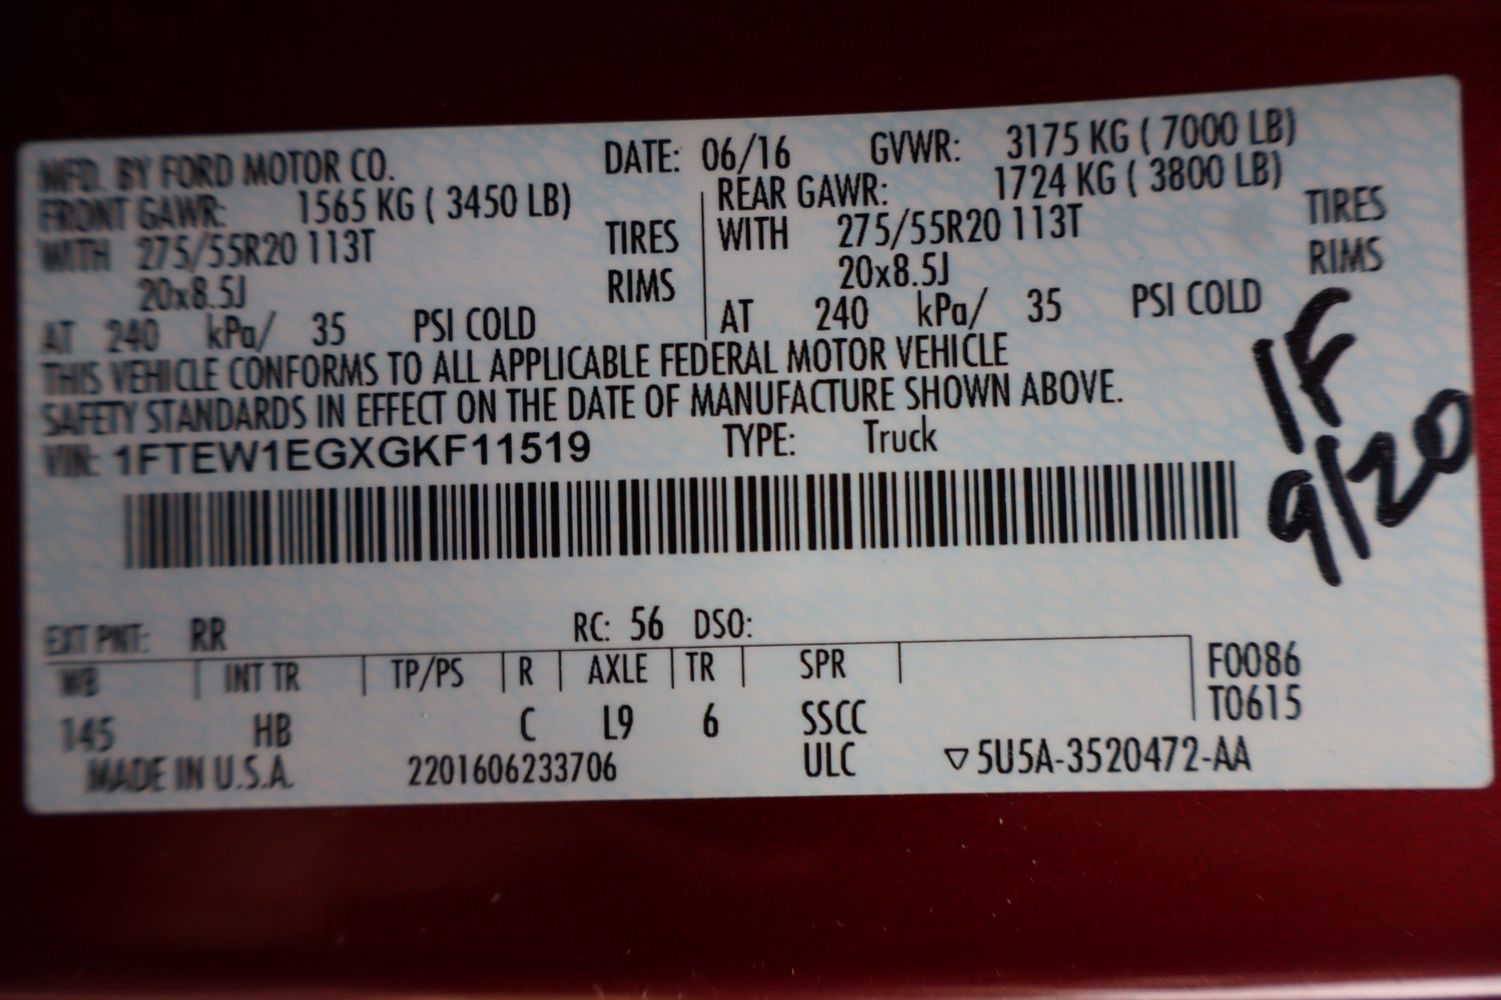 MFD. BY FORD MOTOR CO. DATE: 06/16 GVWR: 3175 KG ( 7000 LB)
FRONT GAWR: 1565 KG ( 3450 LB) REAR GAWR: 1724 KG ( 3800 LB)
WITH 275/55R20 113T TIRES WITH 275/55R20 113T TIRES
20x8.5J RIMS 20x8.5J RIMS
AT 240 kPa/ 35 PSI COLD AT 240 kPa/ 35 PSI COLD
THIS VEHICLE CONFORMS TO ALL APPLICABLE FEDERAL MOTOR VEHICLE
SAFETY STANDARDS IN EFFECT ON THE DATE OF MANUFACTURE SHOWN ABOVE.
VIN: 1FTEW1EGXGKF11519 TYPE: Truck
1F
9/20
EXT PNT: RR RC: 56 DSO:
WB INT TR TP/PS R AXLE TR SPR F0086
T0615
145 HB C L9 6 SSCC
MADE IN U.S.A. 2201606233706 ULC ▽5U5A-3520472-AA